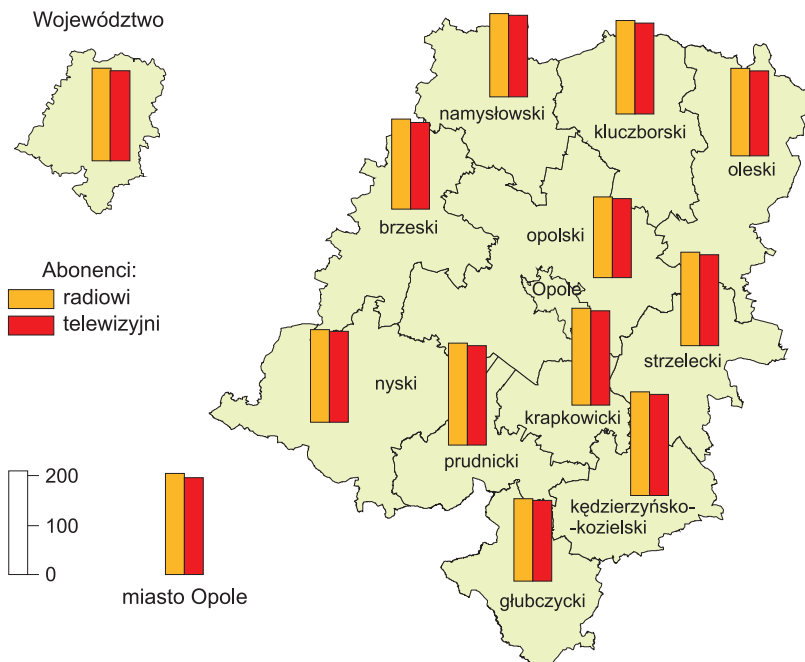 Województwo
namysłowski
kluczborski
oleski
brzeski
opolski
Abonenci:
radiowi
telewizyjni
Opole
strzelecki
nyski
krapkowicki
prudnicki
200
100
0
kędzierzyńsko-
-kozielski
miasto Opole
głubczycki